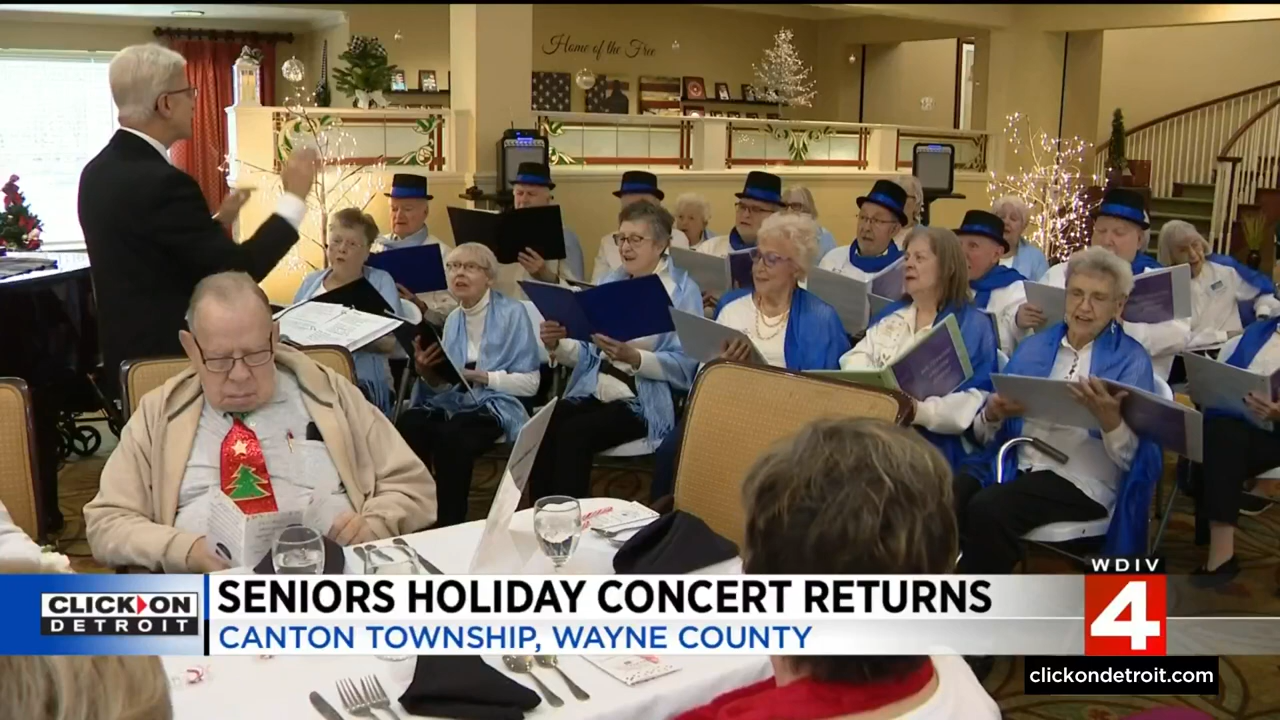 Home of the Free
WDIV
4
CLICK ON
DETROIT
SENIORS HOLIDAY CONCERT RETURNS
CANTON TOWNSHIP, WAYNE COUNTY
clickondetroit.com